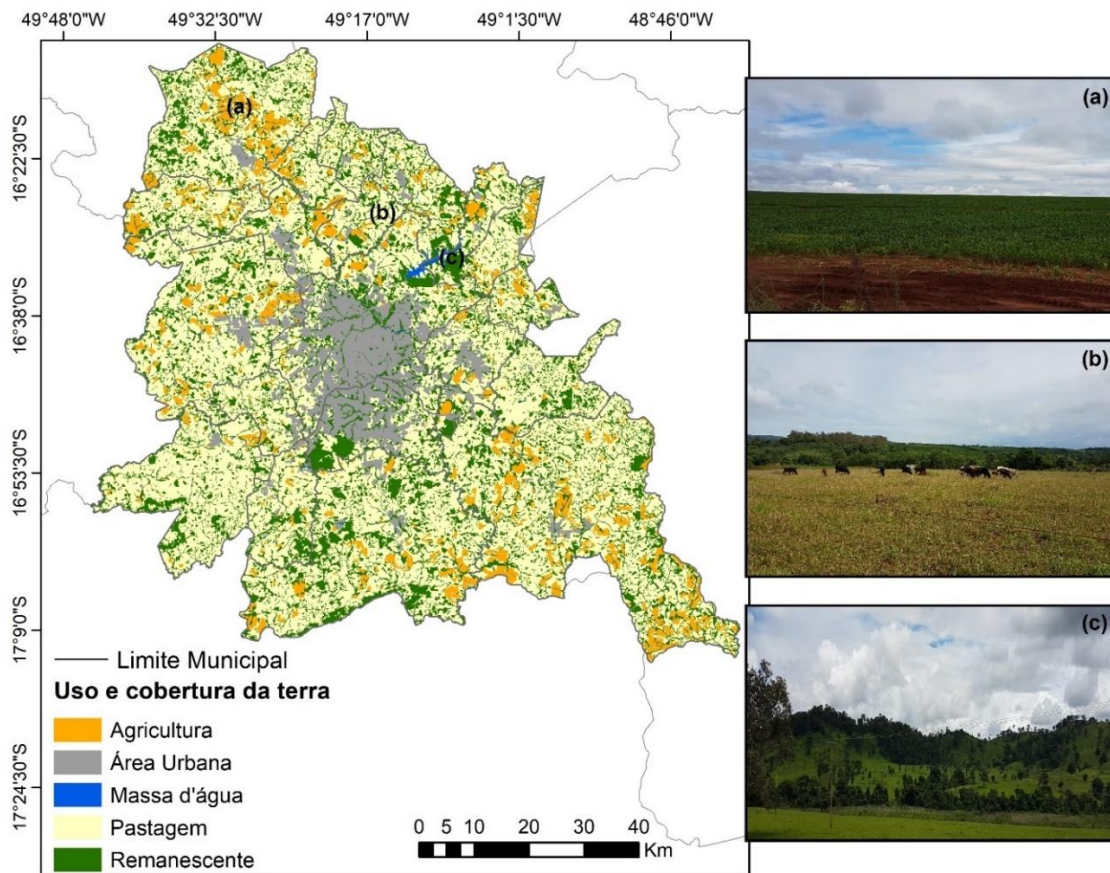 49°48'0"W 49°32'30"W 49°17'0"W 49°1'30"W 48°46'0"W
16°22'30"S
16°38'0"S
16°53'30"S
17°9'0"S
17°24'30"S
(a)
(b)
(c)
Limite Municipal
Uso e cobertura da terra
Agricultura
Área Urbana
Massa d'água
Pastagem
Remanescente
0 5 10 20 30 40
Km
(a)
(b)
(c)